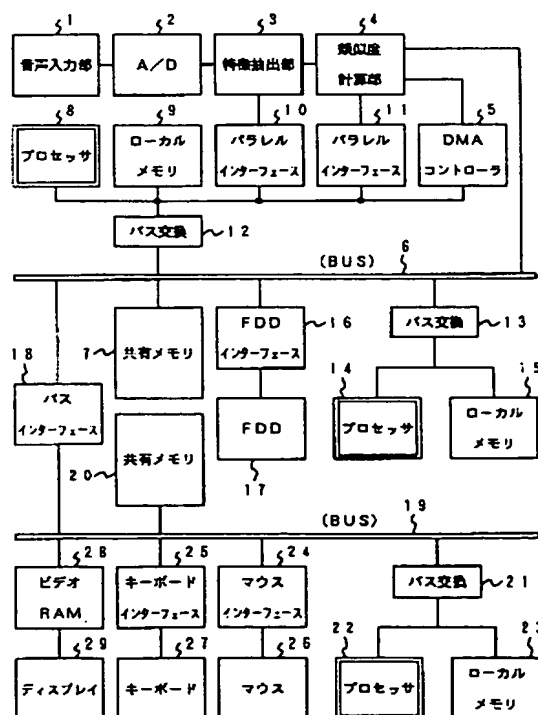 1
2
3
4
音声入力部
A/D
特徴抽出部
類似度
計算部
8
9
10
11
5
プロセッサ
ローカル
メモリ
パラレル
インターフェース
パラレル
インターフェース
DMA
コントローラ
バス交換
12
(BUS)
6
7
共有メモリ
FDD
インターフェース
16
バス交換
13
18
バス
インターフェース
14
15
プロセッサ
ローカル
メモリ
20
共有メモリ
FDD
17
(BUS)
19
28
25
24
ビデオ
RAM
キーボード
インターフェース
マウス
インターフェース
バス交換
21
29
27
26
22
23
ディスプレイ
キーボード
マウス
プロセッサ
ローカル
メモリ